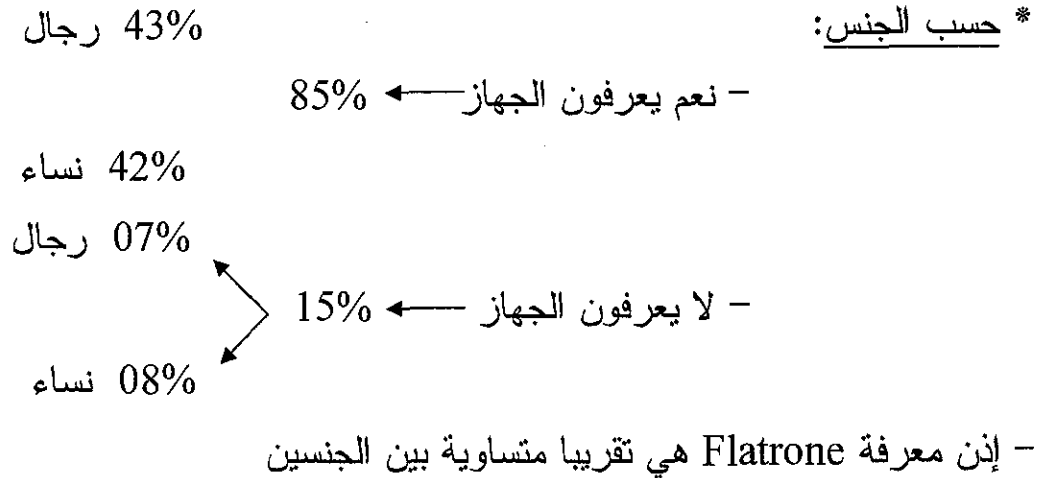 * حسب الجنس:
43% رجال
- نعم يعرفون الجهاز 85%
42% نساء
07% رجال
- لا يعرفون الجهاز 15%
08% نساء
- إذن معرفة Flatrone هي تقريبا متساوية بين الجنسين